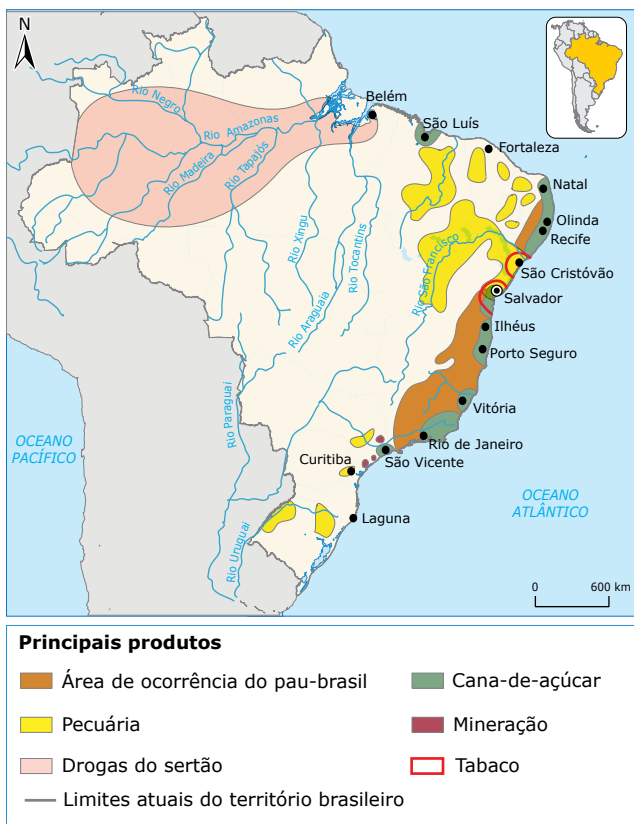 N
Belém
São Luís
Fortaleza
Natal
Olinda
Recife
São Cristóvão
Salvador
Ilhéus
Porto Seguro
Vitória
Rio de Janeiro
São Vicente
Curitiba
Laguna
Rio Negro
Rio Amazonas
Rio Madeira
Rio Tapajós
Rio Xingu
Rio Tocantins
Rio Araguaia
Rio São Francisco
Rio Paraguai
Rio Uruguai
OCEANO
PACÍFICO
OCEANO
ATLÂNTICO
0 600 km
Principais produtos
Área de ocorrência do pau-brasil
Cana-de-açúcar
Pecuária
Mineração
Drogas do sertão
Tabaco
Limites atuais do território brasileiro